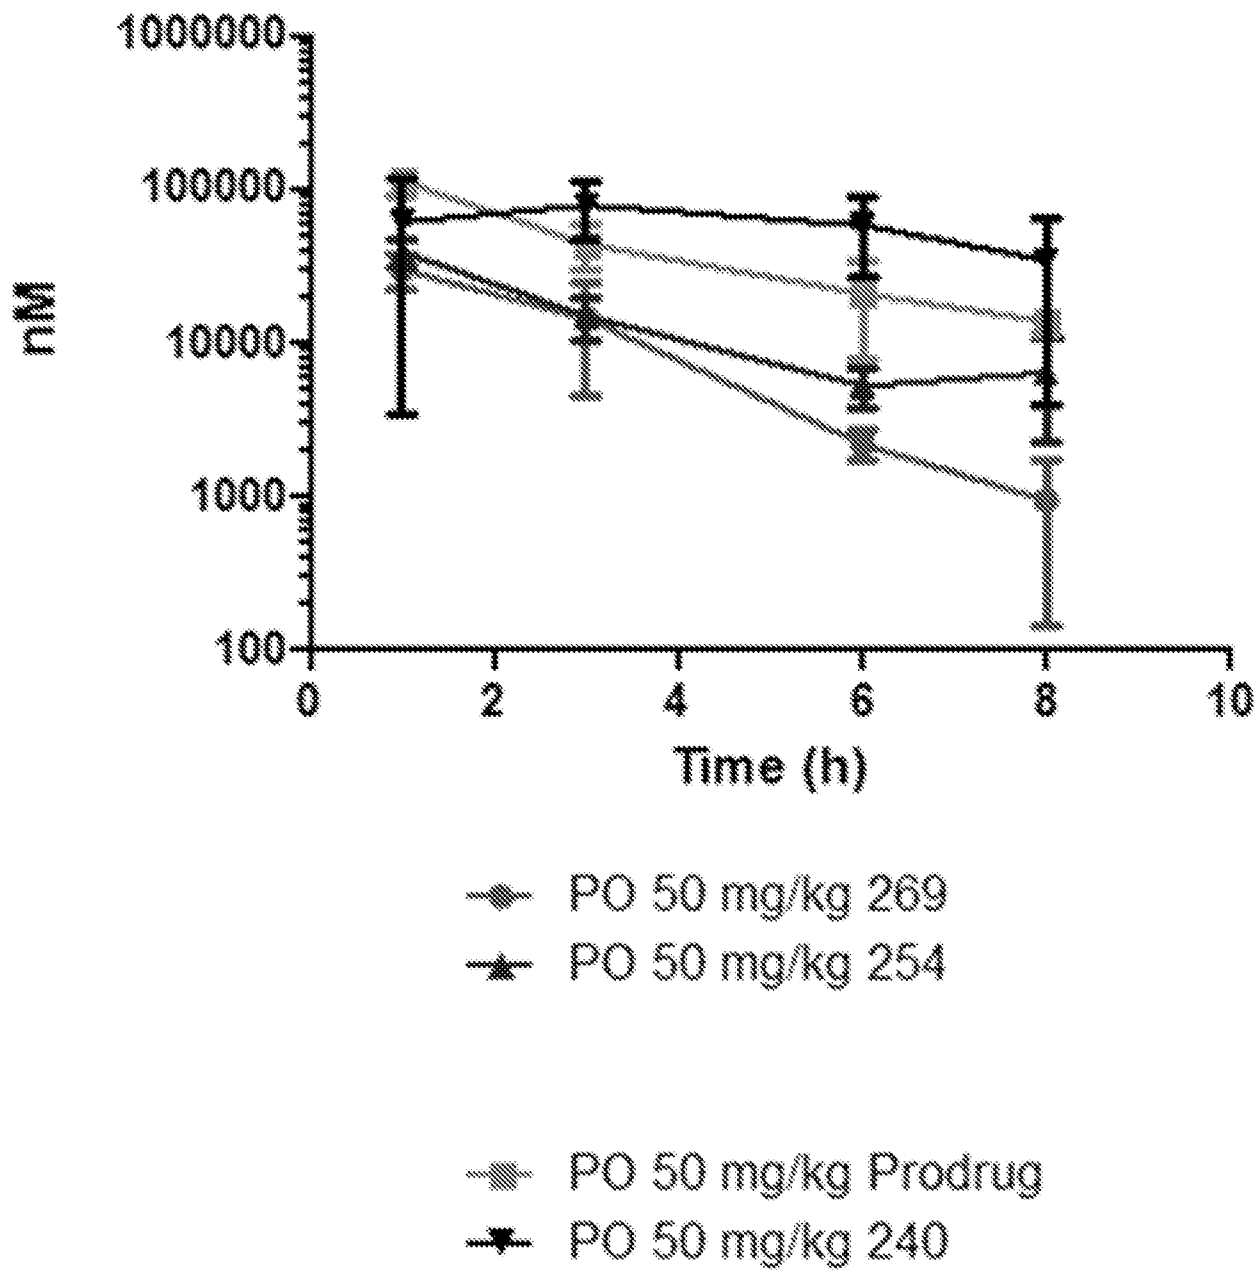 1000000
100000
10000
1000
100
nM
0 2 4 6 8 10
Time (h)
PO 50 mg/kg 269
PO 50 mg/kg 254
PO 50 mg/kg Prodrug
PO 50 mg/kg 240